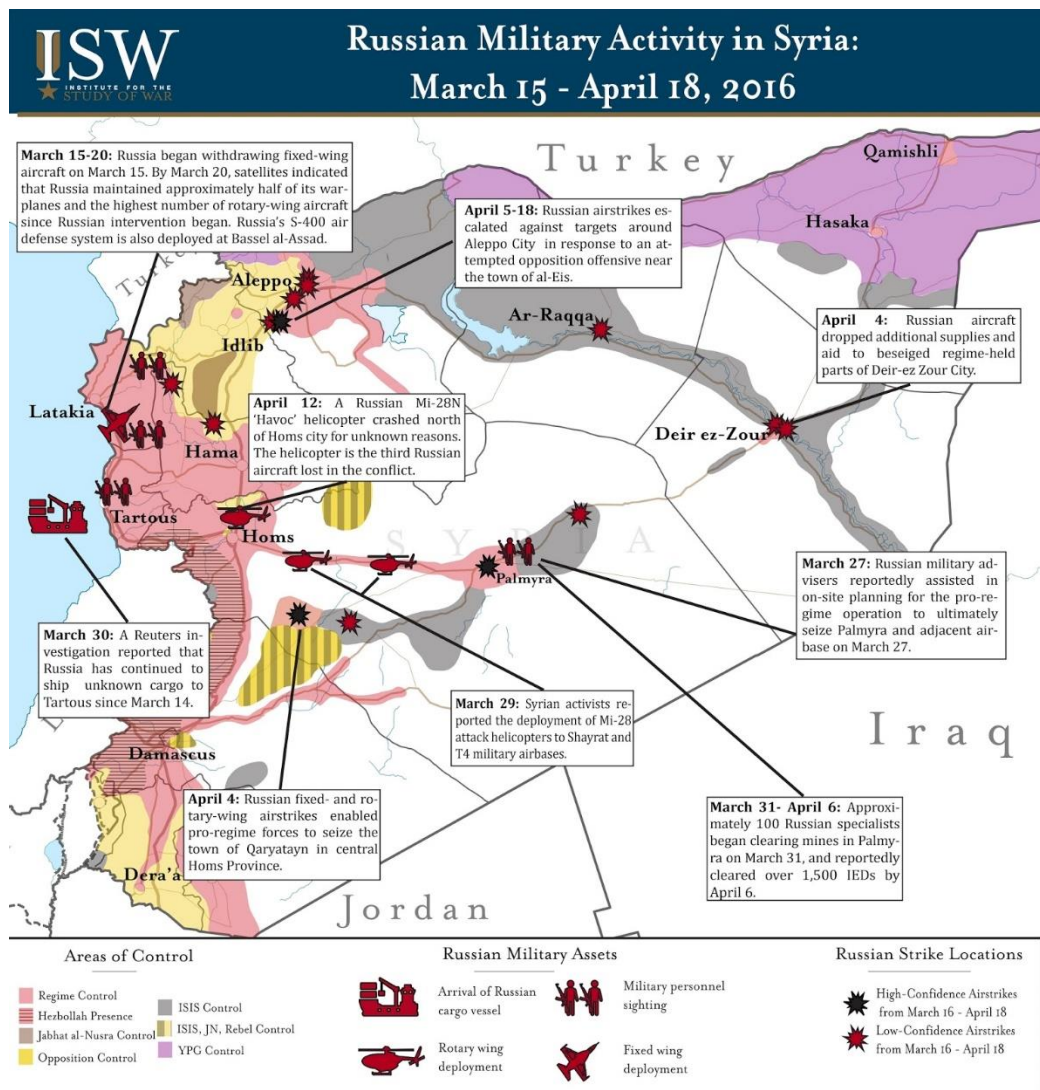 ISW
INSTITUTE FOR THE
STUDY OF WAR
Russian Military Activity in Syria:
March 15 - April 18, 2016
March 15-20: Russia began withdrawing fixed-wing
aircraft on March 15. By March 20, satellites indicated
that Russia maintained approximately half of its war-
planes and the highest number of rotary-wing aircraft
since Russian intervention began. Russia's S-400 air
defense system is also deployed at Bassel al-Assad.
Turkey
Qamishli
Hasaka
April 5-18: Russian airstrikes es-
calated against targets around
Aleppo City in response to an at-
tempted opposition offensive near
the town of al-Eis.
Turkey
Aleppo
Idlib
Ar-Raqqa
April 4: Russian aircraft
dropped additional supplies and
aid to beseiged regime-held
parts of Deir-ez Zour City.
Latakia
Hama
April 12: A Russian Mi-28N
'Havoc' helicopter crashed north
of Homs city for unknown reasons.
The helicopter is the third Russian
aircraft lost in the conflict.
Deir ez-Zour
Tartous
Homs
SYRIA
Palmyra
March 27: Russian military ad-
visers reportedly assisted in
on-site planning for the pro-re-
gime operation to ultimately
seize Palmyra and adjacent air-
base on March 27.
March 30: A Reuters in-
vestigation reported that
Russia has continued to
ship unknown cargo to
Tartous since March 14.
March 29: Syrian activists re-
ported the deployment of Mi-28
attack helicopters to Shayrat and
T4 military airbases.
Iraq
Damascus
April 4: Russian fixed- and ro-
tary-wing airstrikes enabled
pro-regime forces to seize the
town of Qaryatayn in central
Homs Province.
March 31- April 6: Approxi-
mately 100 Russian specialists
began clearing mines in Palmy-
ra on March 31, and reportedly
cleared over 1,500 IEDs by
April 6.
Dera'a
Jordan
Areas of Control
Regime Control
Hezbollah Presence
Jabhat al-Nusra Control
Opposition Control
ISIS Control
ISIS, JN, Rebel Control
YPG Control
Russian Military Assets
Arrival of Russian
cargo vessel
Military personnel
sighting
Rotary wing
deployment
Fixed wing
deployment
Russian Strike Locations
High-Confidence Airstrikes
from March 16 - April 18
Low-Confidence Airstrikes
from March 16 - April 18